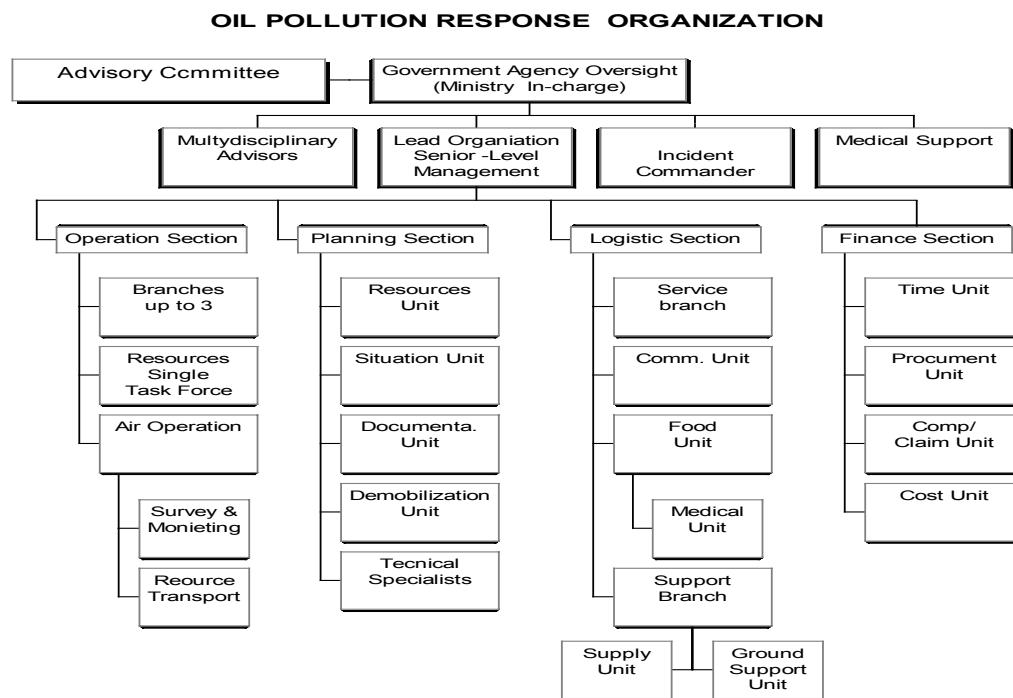 OIL POLLUTION RESPONSE ORGANIZATION
Advisory Ccmmittee
Government Agency Oversight
(Ministry In-charge)
Multydisciplinary
Advisors
Lead Organiation
Senior -Level
Management
Incident
Commander
Medical Support
Operation Section
Planning Section
Logistic Section
Finance Section
Branches
up to 3
Resources
Unit
Service
branch
Time Unit
Resources
Single
Task Force
Situation Unit
Comm. Unit
Procument
Unit
Air Operation
Documenta.
Unit
Food
Unit
Comp/
Claim Unit
Survey &
Monieting
Demobilization
Unit
Medical
Unit
Cost Unit
Reource
Transport
Tecnical
Specialists
Support
Branch
Supply
Unit
Ground
Support
Unit